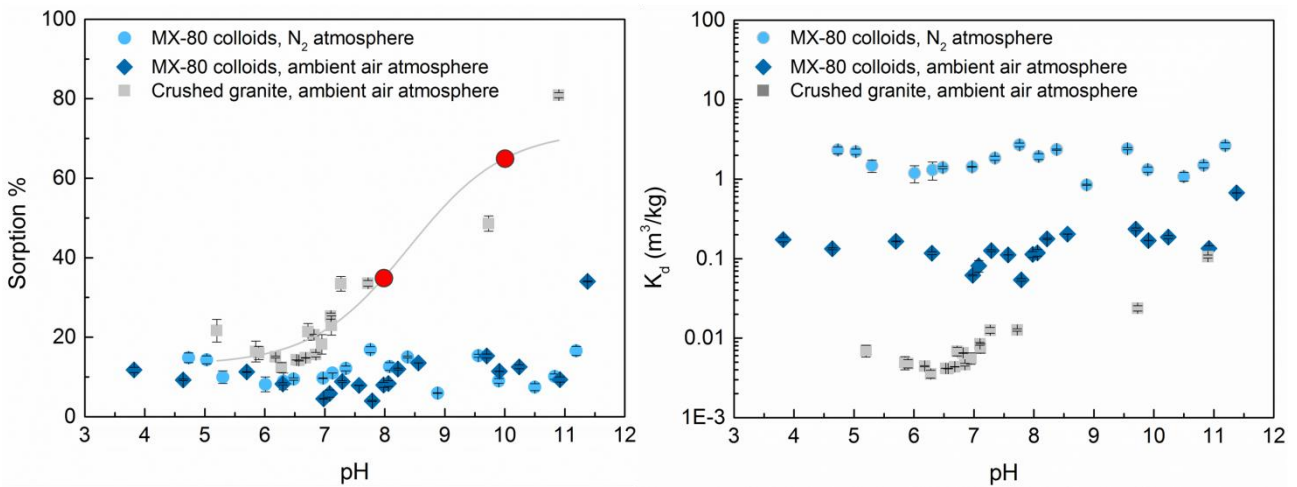 MX-80 colloids, N₂ atmosphere
MX-80 colloids, ambient air atmosphere
Crushed granite, ambient air atmosphere
Sorption %
100
80
60
40
20
0
3 4 5 6 7 8 9 10 11 12
pH
MX-80 colloids, N₂ atmosphere
MX-80 colloids, ambient air atmosphere
Crushed granite, ambient air atmosphere
K_d (m³/kg)
100
10
1
0.1
0.01
1E-3
3 4 5 6 7 8 9 10 11 12
pH